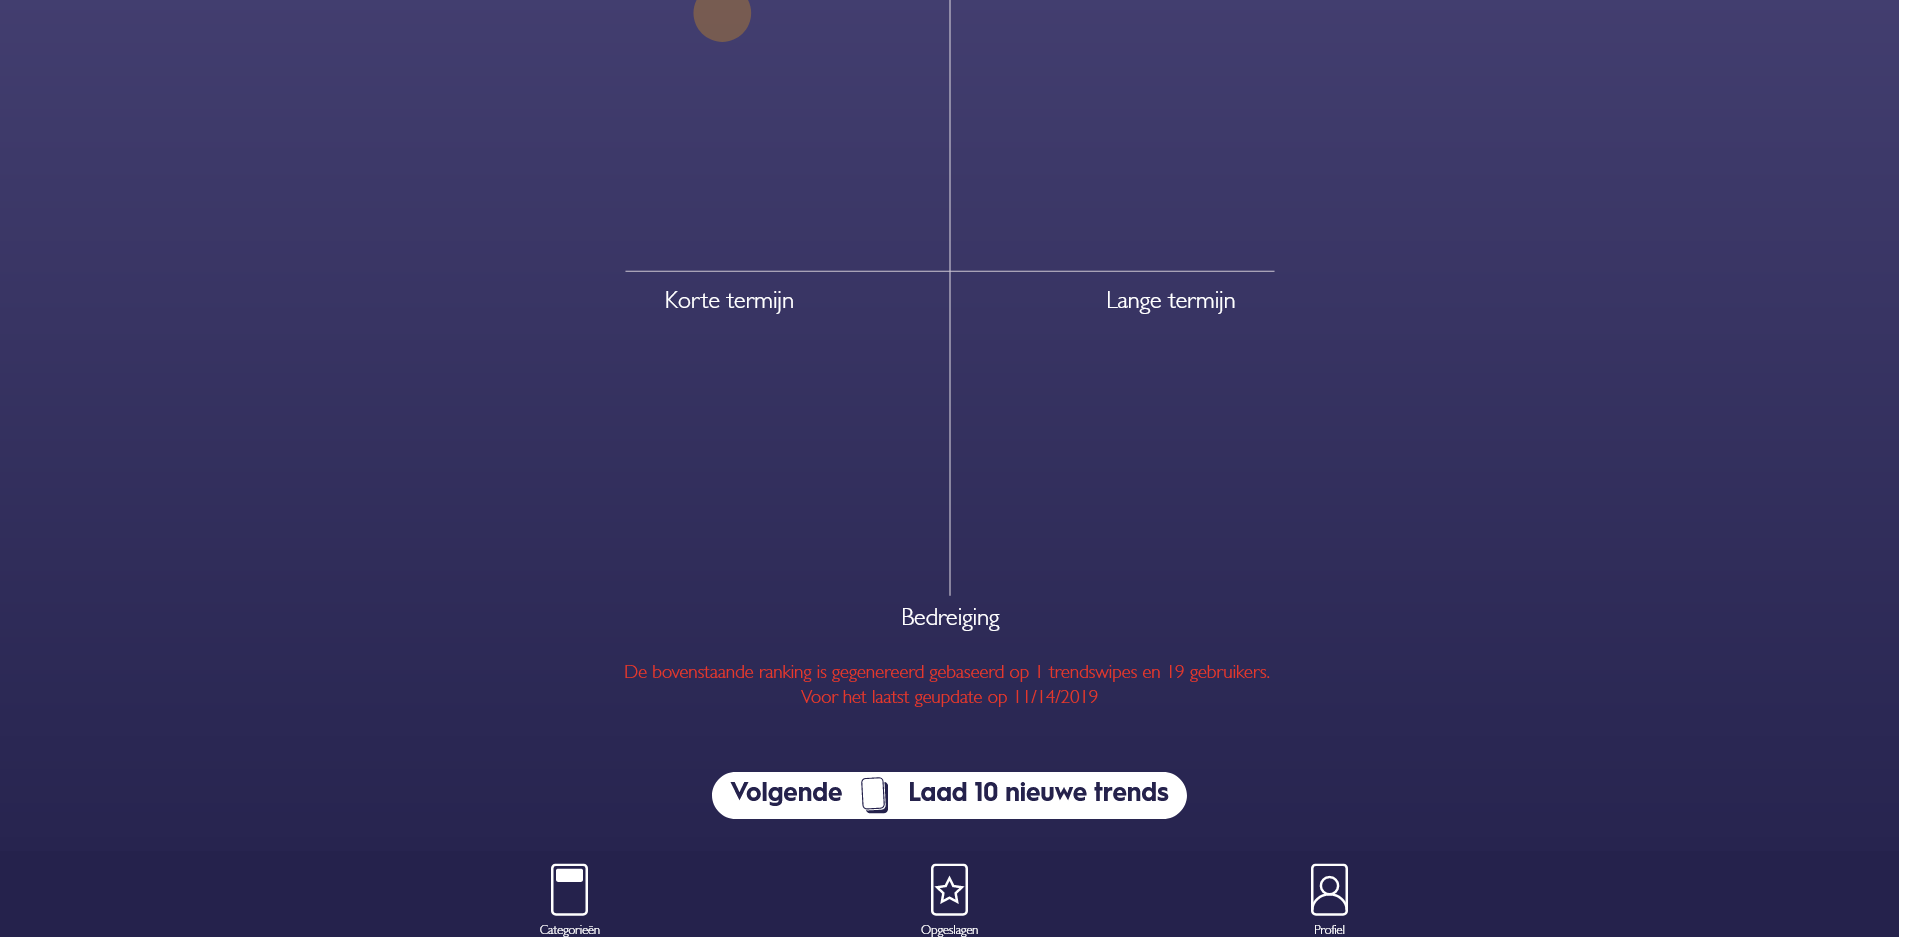 Korte termijn Lange termijn
Bedreiging
De bovenstaande ranking is gegenereerd gebaseerd op 1 trendswipes en 19 gebruikers.
Voor het laatst geupdate op 11/14/2019
Volgende Laad 10 nieuwe trends
Categorieën Opgeslagen Profiel